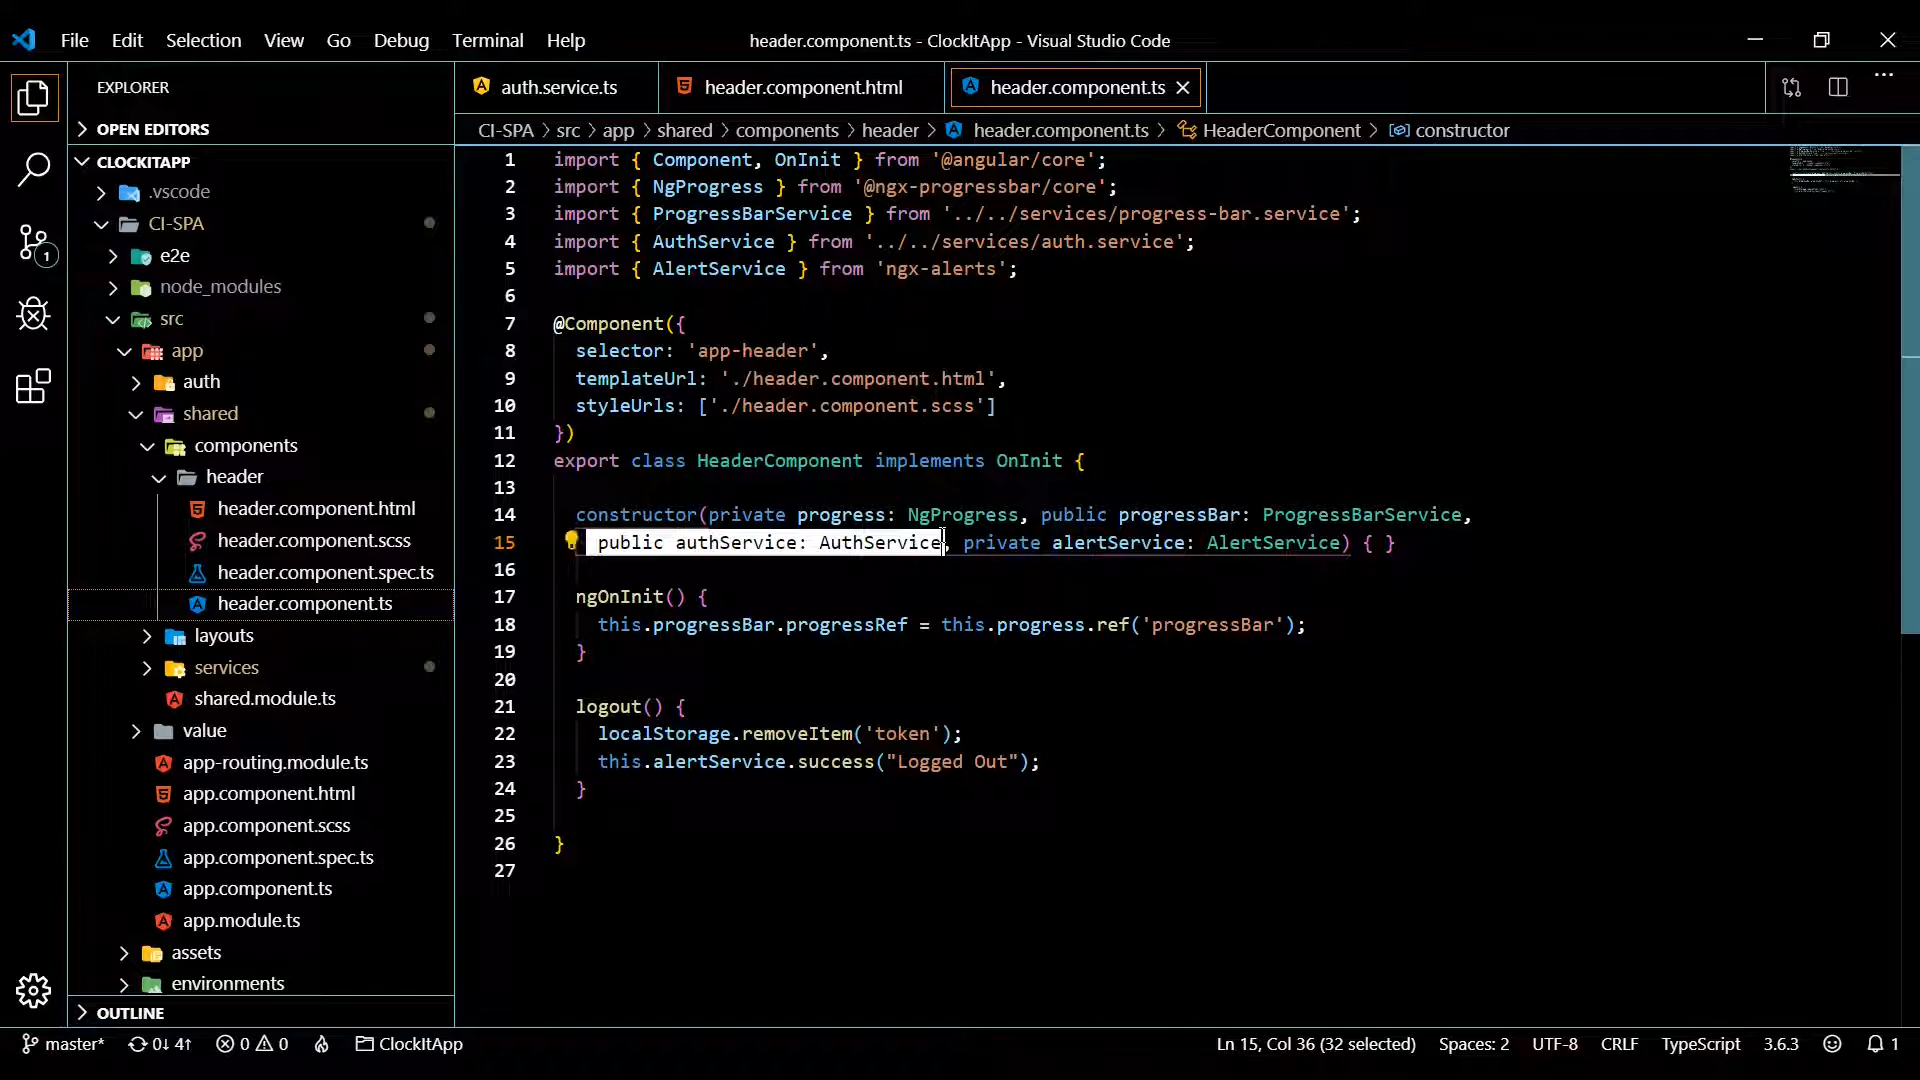 File Edit Selection View Go Debug Terminal Help
header.component.ts - ClockItApp - Visual Studio Code
EXPLORER
OPEN EDITORS
CLOCKITAPP
.vscode
CI-SPA
e2e
node_modules
src
app
auth
shared
components
header
header.component.html
header.component.scss
header.component.spec.ts
header.component.ts
layouts
services
shared.module.ts
value
app-routing.module.ts
app.component.html
app.component.scss
app.component.spec.ts
app.component.ts
app.module.ts
assets
environments
OUTLINE
auth.service.ts header.component.html header.component.ts
CI-SPA > src > app > shared > components > header > header.component.ts > HeaderComponent > constructor
1 import { Component, OnInit } from '@angular/core';
2 import { NgProgress } from '@ngx-progressbar/core';
3 import { ProgressBarService } from '../../services/progress-bar.service';
4 import { AuthService } from '../../services/auth.service';
5 import { AlertService } from 'ngx-alerts';
6
7 @Component({
8 selector: 'app-header',
9 templateUrl: './header.component.html',
10 styleUrls: ['./header.component.scss']
11 })
12 export class HeaderComponent implements OnInit {
13
14 constructor(private progress: NgProgress, public progressBar: ProgressBarService,
15 public authService: AuthService, private alertService: AlertService) { }
16
17 ngOnInit() {
18 this.progressBar.progressRef = this.progress.ref('progressBar');
19 }
20
21 logout() {
22 localStorage.removeItem('token');
23 this.alertService.success("Logged Out");
24 }
25
26 }
27
1
master* 0↓ 4↑ 0 0 ClockItApp
Ln 15, Col 36 (32 selected) Spaces: 2 UTF-8 CRLF TypeScript 3.6.3 1